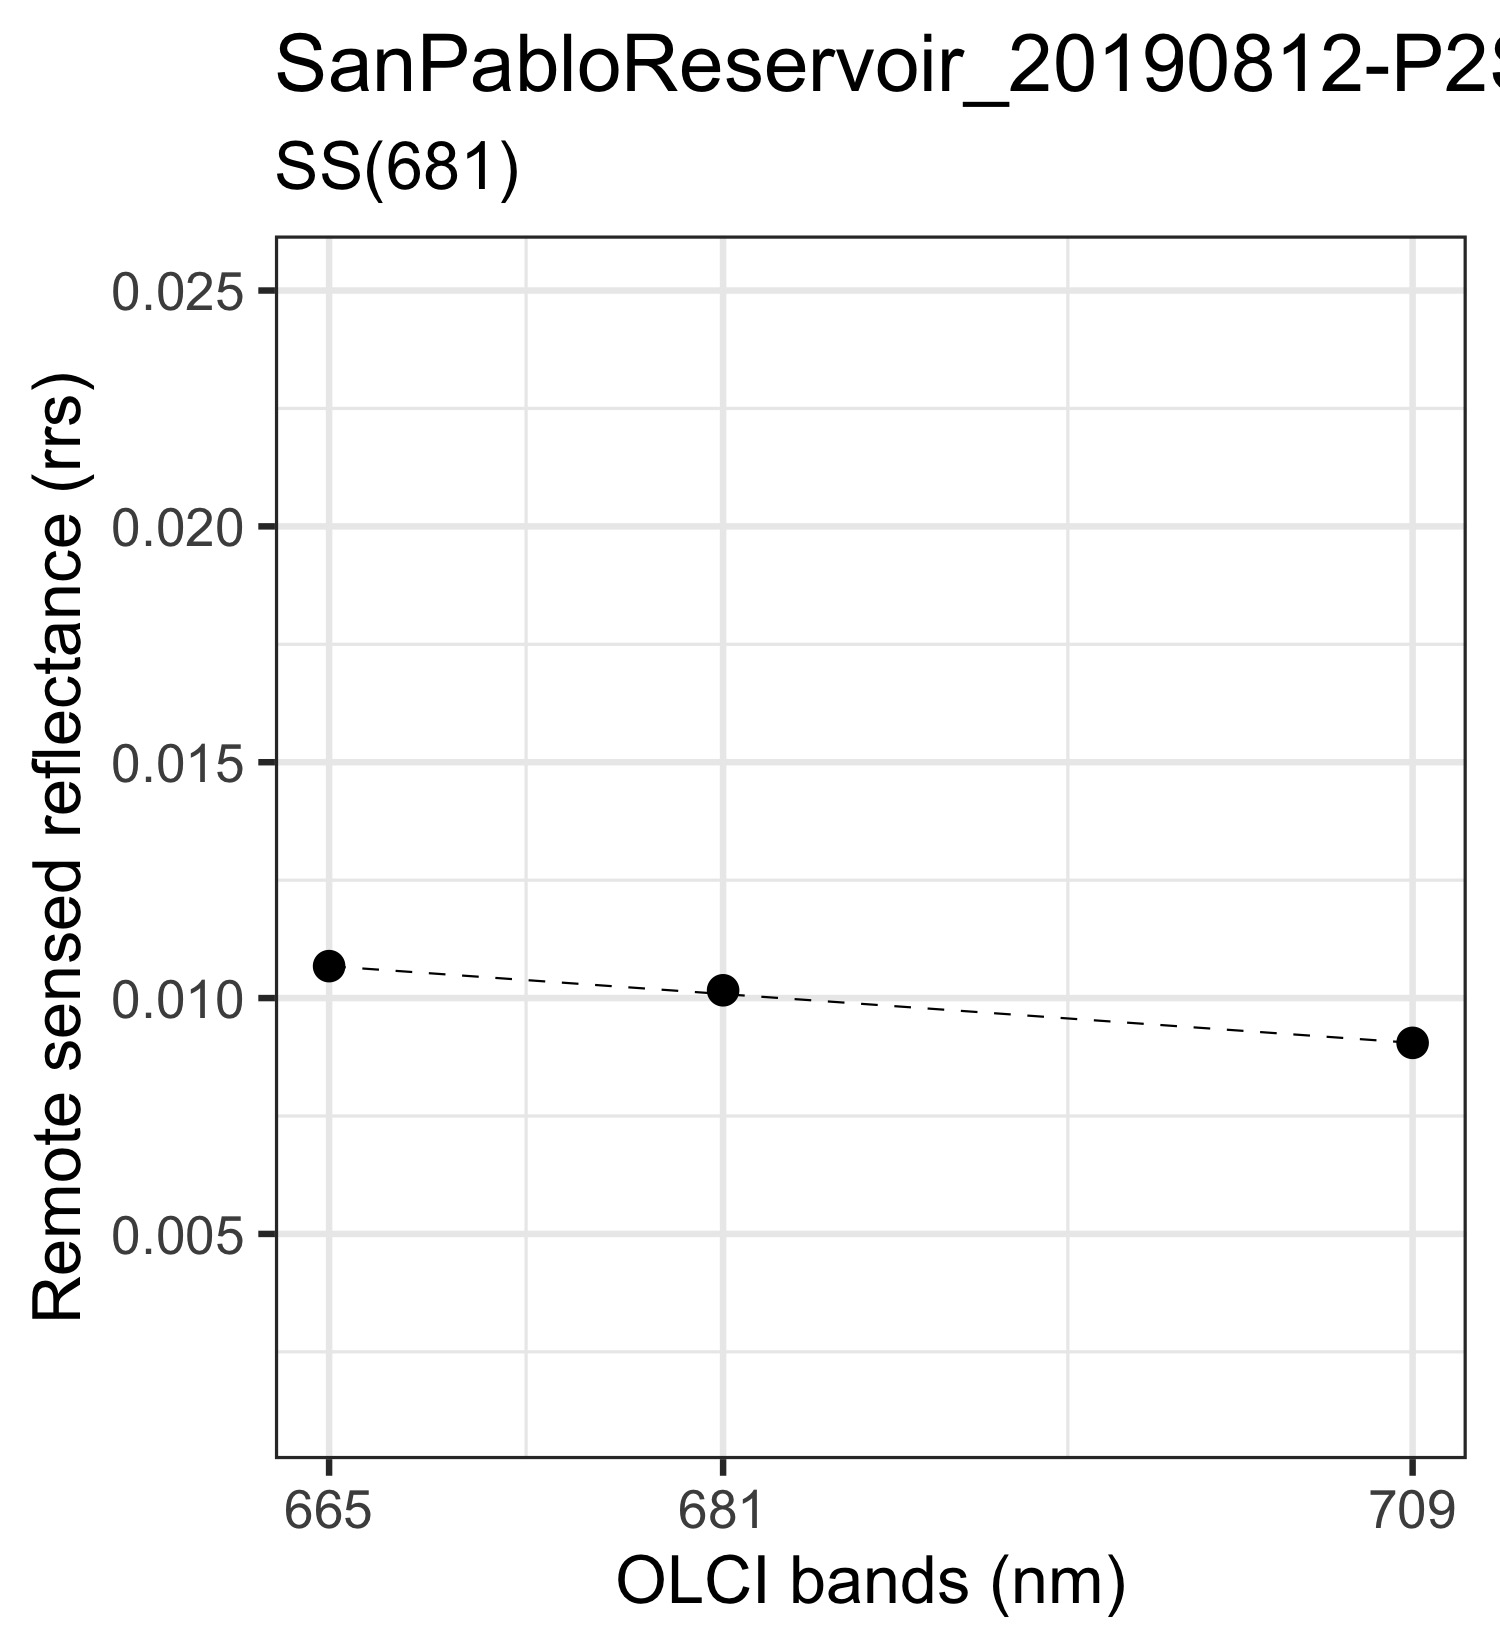 SanPabloReservoir_20190812-P2
SS(681)
0.025
0.020
0.015
0.010
0.005
Remote sensed reflectance (rrs)
665 681 709
OLCI bands (nm)